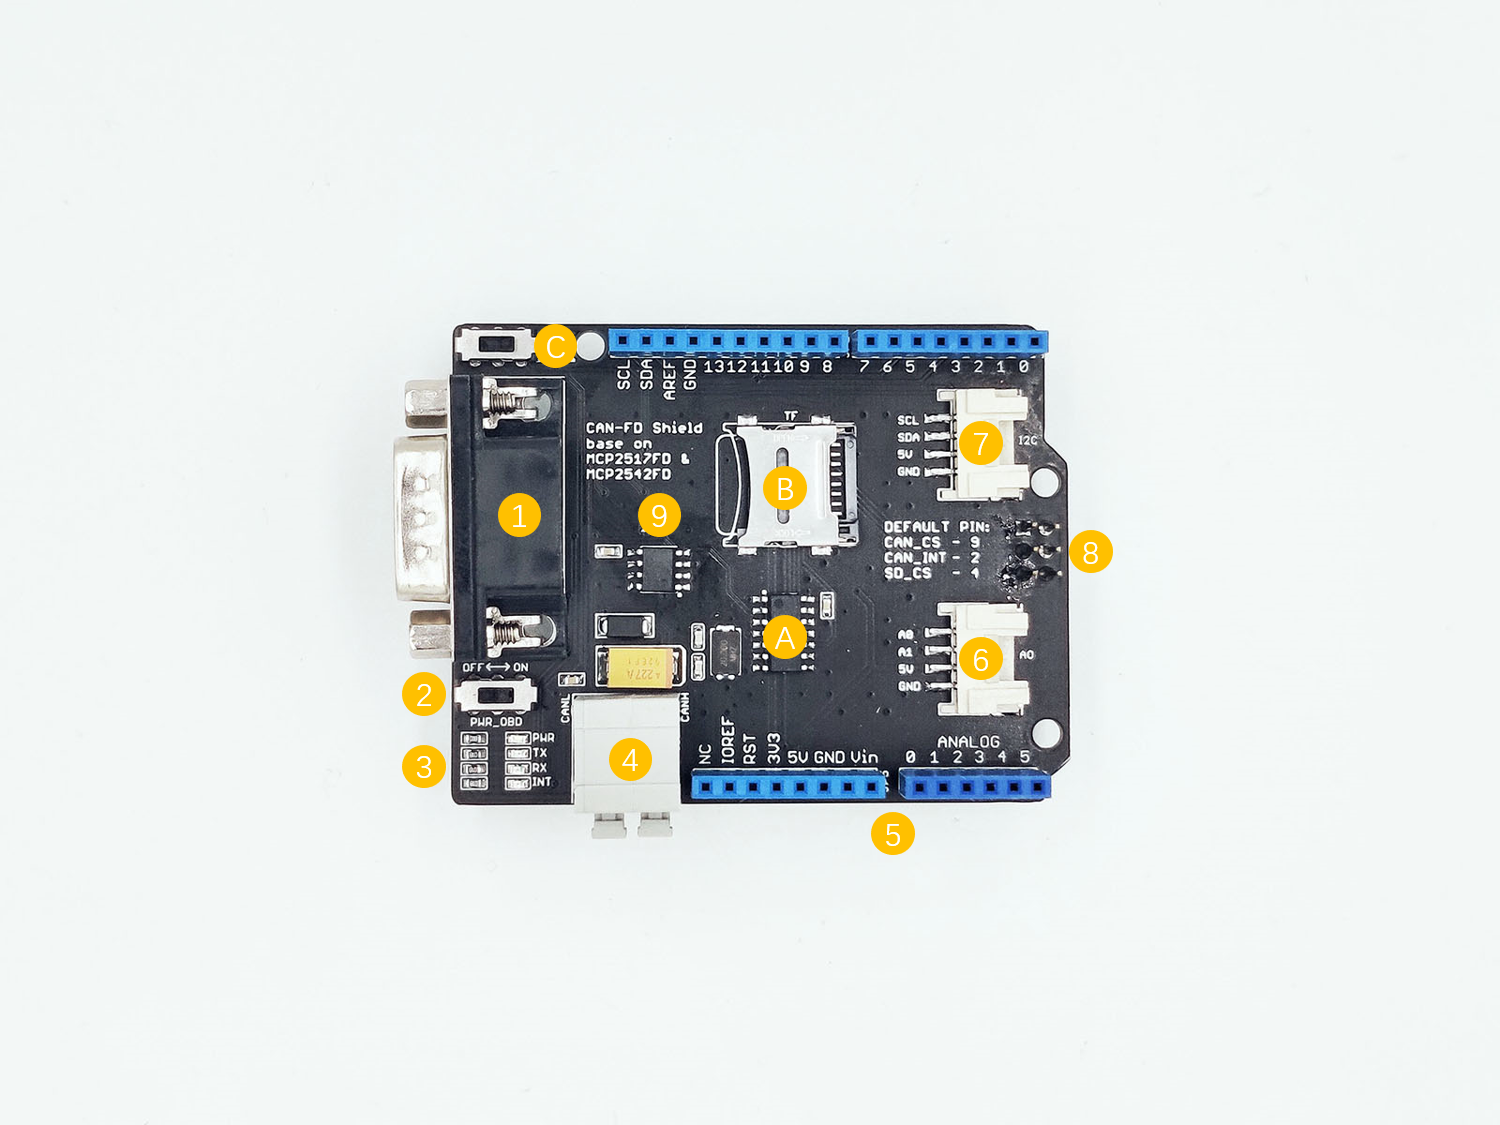 C
SCL
SDA
AREF
GND
13 12 11 10 9 8
7 6 5 4 3 2 1 0
TF
CAN-FD Shield
base on
MCP2517FD &
MCP2542FD
SCL
SDA
5V
GND
7
I2C
1
9
B
DEFAULT PIN:
CAN_CS - 9
CAN_INT - 2
SD_CS - 4
8
A
A0
A1
5V
GND
6
A0
OFF ↔ ON
2
PWR_OBD
227A
CANL
CANH
3
PWR
TX
RX
INT
4
NC
IOREF
RST
3V3
5V GND Vin
ANALOG
0 1 2 3 4 5
5